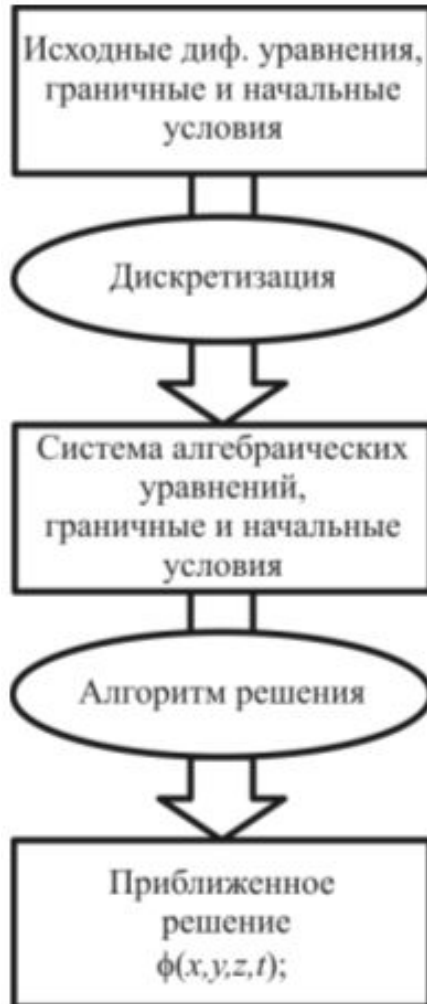 Исходные диф. уравнения,
граничные и начальные
условия
Дискретизация
Система алгебраических
уравнений,
граничные и начальные
условия
Алгоритм решения
Приближенное
решение
ϕ(x,y,z,t);